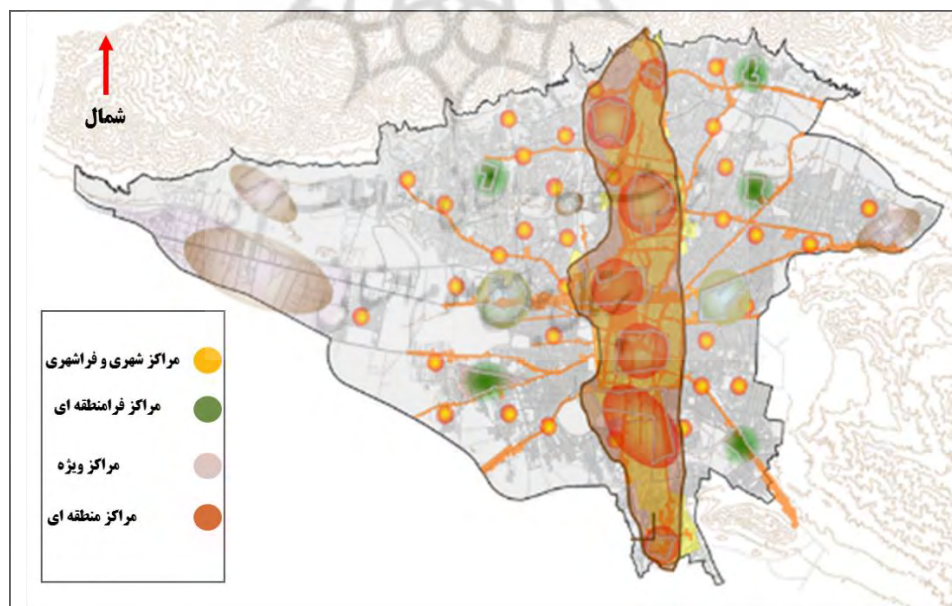 شمال
مراکز شهری و فراشهری
مراکز فرامنطقه ای
مراکز ویژه
مراکز منطقه ای